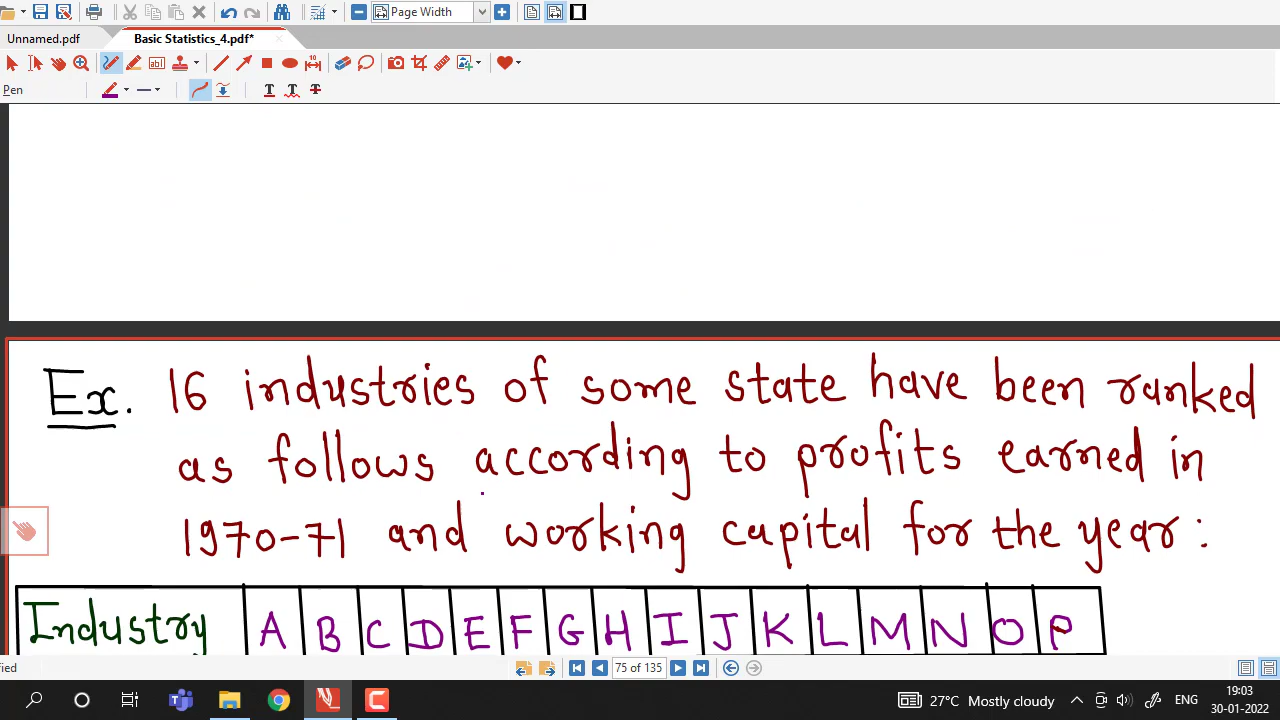 Page Width
Unnamed.pdf
Basic Statistics_4.pdf*
10
Pen
T T T
Ex. 16 industries of some state have been ranked
as follows according to profits earned in
1970-71 and working capital for the year :
Industry A B C D E F G H I J K L M N O P
fied
75 of 135
27°C Mostly cloudy
ENG
19:03
30-01-2022